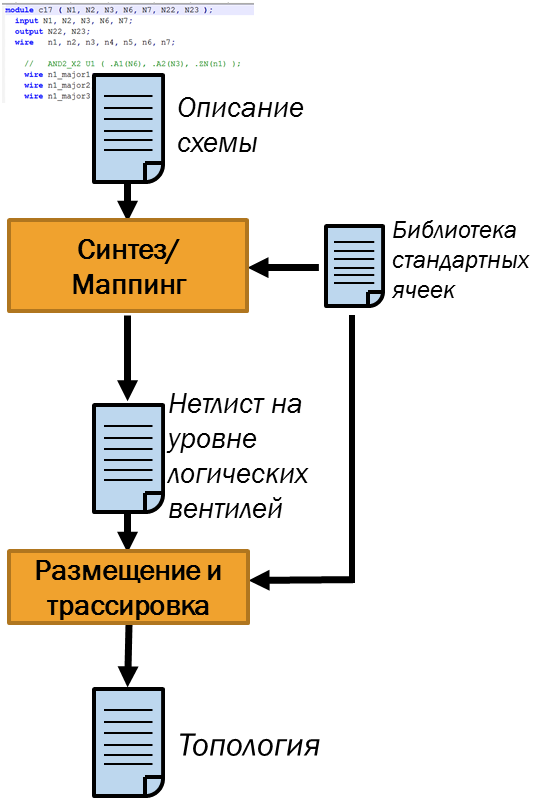 module c17 ( N1, N2, N3, N6, N7, N22, N23 );
input N1, N2, N3, N6, N7;
output N22, N23;
wire n1, n2, n3, n4, n5, n6, n7;
// AND2_X2 U1 ( .A1(N6), .A2(N3), .ZN(n1) );
wire n1_major1
wire n1_major2
wire n1_major3
Описание
схемы
Синтез/
Маппинг
Библиотека
стандартных
ячеек
Нетлист на
уровне
логических
вентилей
Размещение и
трассировка
Топология